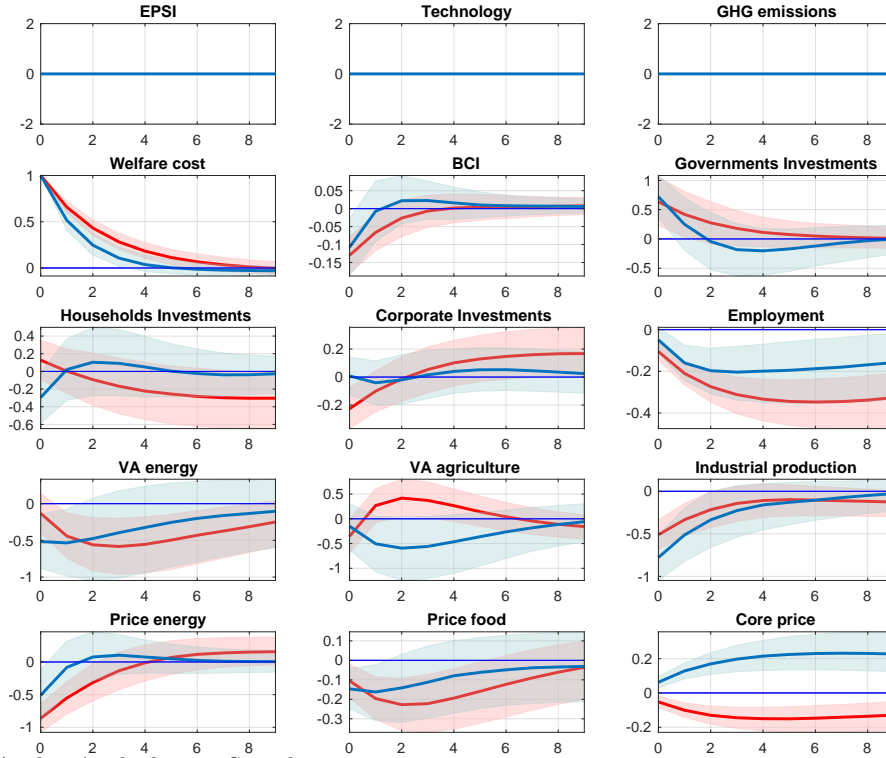 EPSI Technology GHG emissions
2 2 2
0 0 0
-2 -2 -2
0 2 4 6 8 0 2 4 6 8 0 2 4 6 8
Welfare cost BCI Governments Investments
1 0.05 1
0.5 0 0.5
0 -0.05 0
-0.1 -0.5
-0.15
0 2 4 6 8 0 2 4 6 8 0 2 4 6 8
Households Investments Corporate Investments Employment
0.4 0.2 0
0.2 0 -0.2
0 -0.2 -0.4
-0.2
-0.4
-0.6
0 2 4 6 8 0 2 4 6 8 0 2 4 6 8
VA energy VA agriculture Industrial production
0 0.5 0
-0.5 0 -0.5
-1 -0.5 -1
-1
0 2 4 6 8 0 2 4 6 8 0 2 4 6 8
Price energy Price food Core price
0 0.1 0.2
-0.5 0 0
-1 -0.1 -0.2
-0.2
-0.3
0 2 4 6 8 0 2 4 6 8 0 2 4 6 8